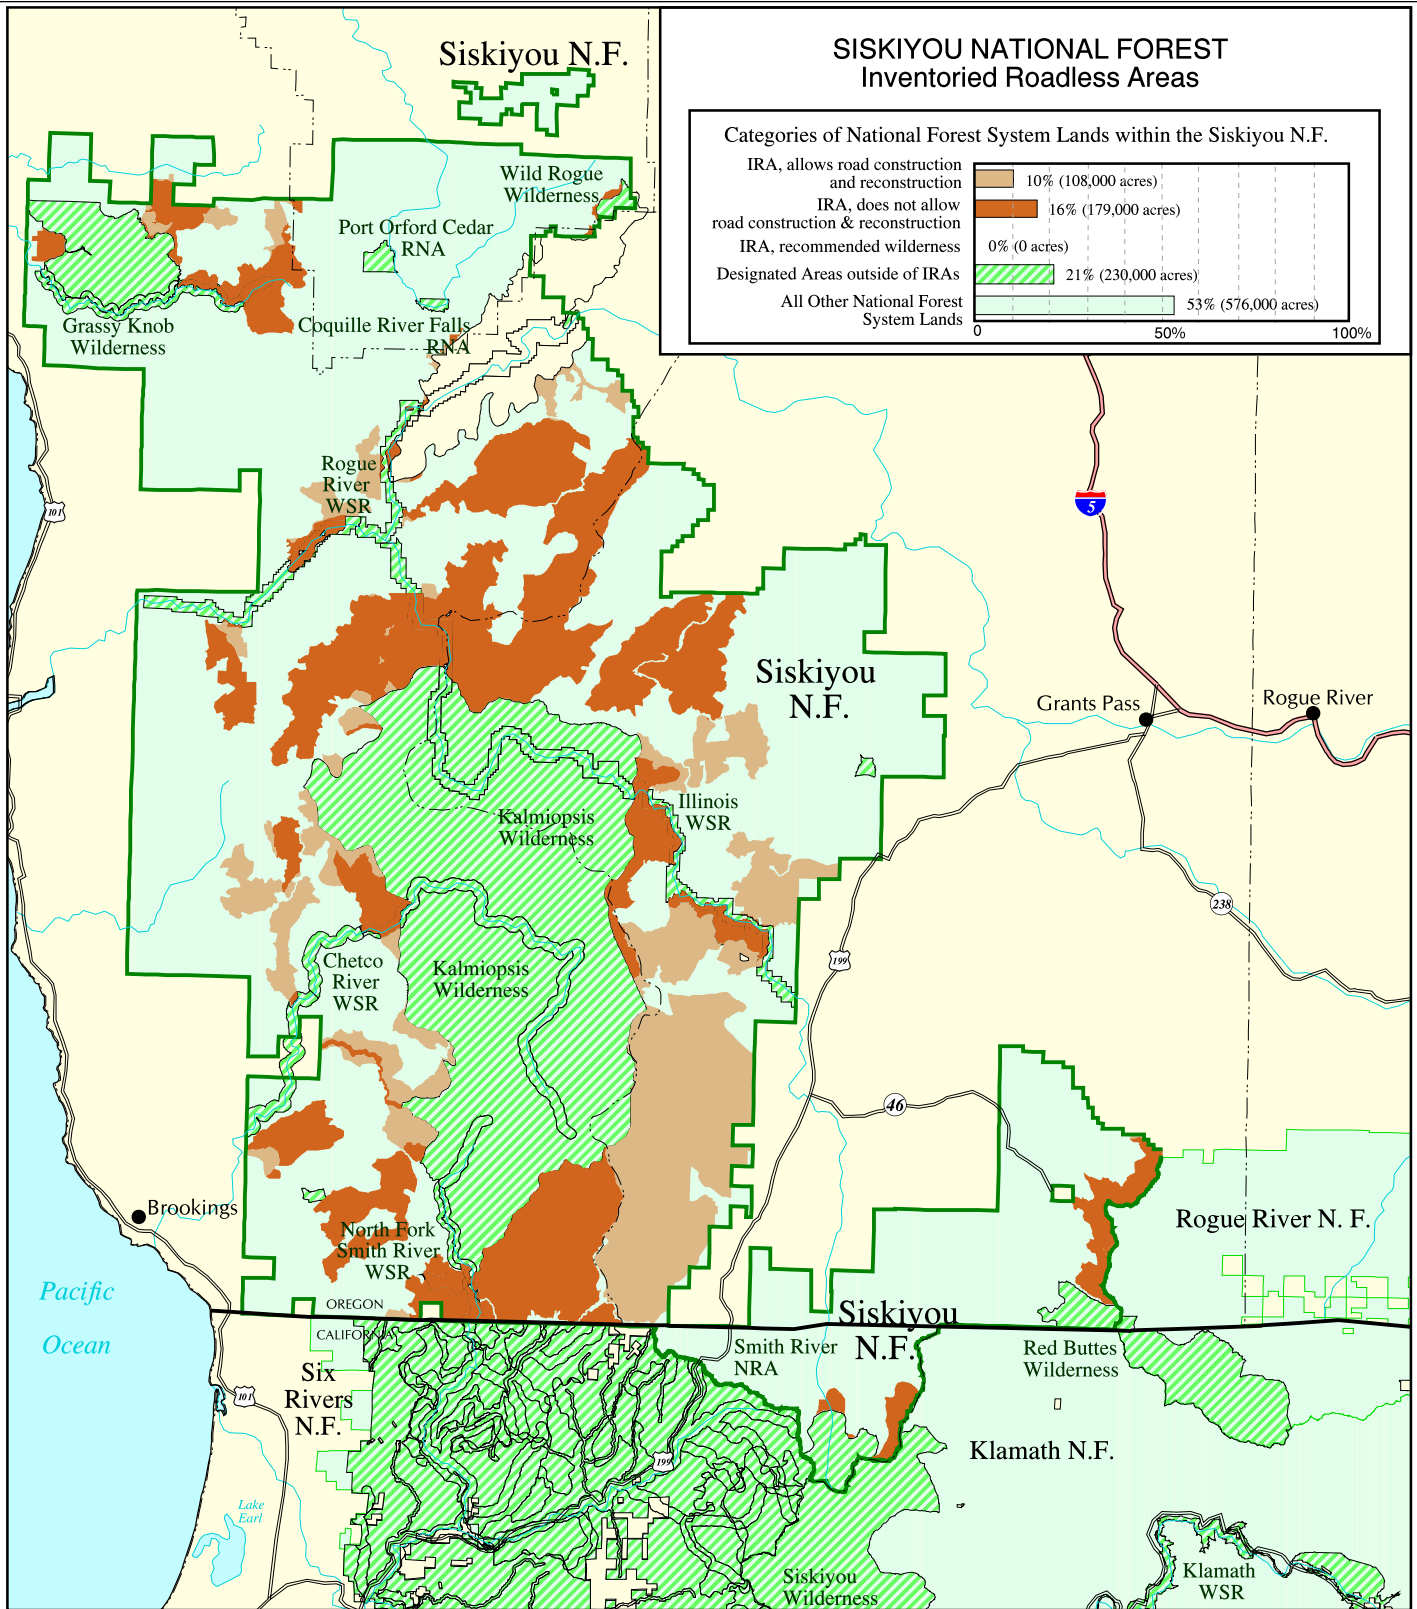 SISKIYOU NATIONAL FOREST
Inventoried Roadless Areas
Categories of National Forest System Lands within the Siskiyou N.F.
IRA, allows road construction
and reconstruction
10% (108,000 acres)
IRA, does not allow
road construction & reconstruction
16% (179,000 acres)
IRA, recommended wilderness
0% (0 acres)
Designated Areas outside of IRAs
21% (230,000 acres)
All Other National Forest
System Lands
53% (576,000 acres)
0 50% 100%
Siskiyou N.F.
Wild Rogue
Wilderness
Port Orford Cedar
RNA
Grassy Knob
Wilderness
Coquille River Falls
RNA
Rogue
River
WSR
101
5
Siskiyou
N.F.
Grants Pass
Rogue River
Illinois
WSR
Kalmiopsis
Wilderness
238
199
Chetco
River
WSR
Kalmiopsis
Wilderness
46
Brookings
North Fork
Smith River
WSR
Rogue River N. F.
Pacific
Ocean
OREGON
CALIFORNIA
Siskiyou
N.F.
Smith River
NRA
Red Buttes
Wilderness
Six
Rivers
N.F.
101
199
Klamath N.F.
Lake
Earl
Siskiyou
Wilderness
Klamath
WSR